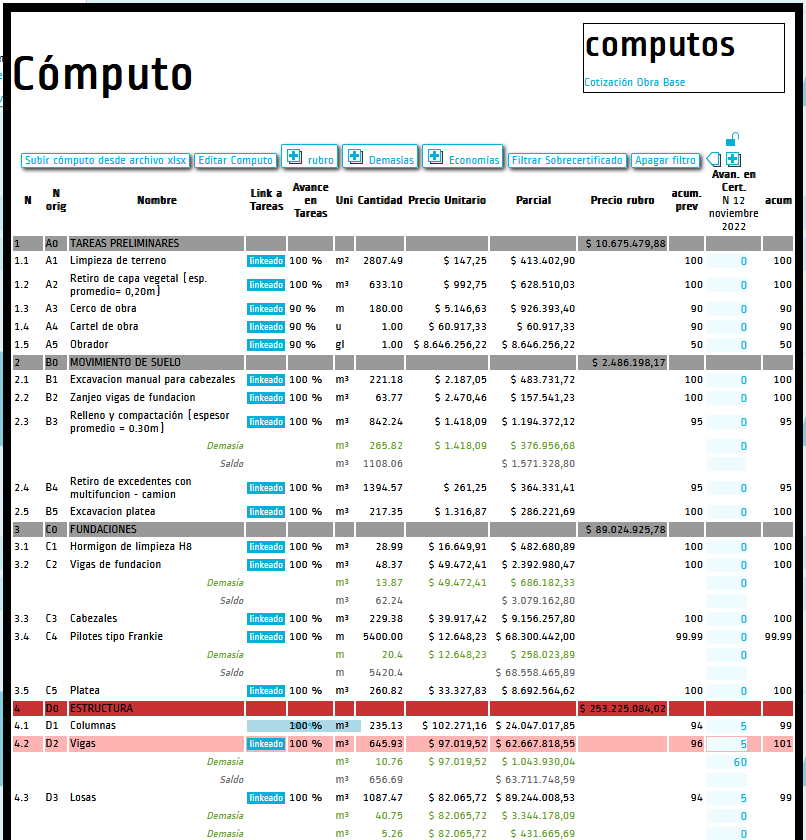 computos
Cómputo
Cotización Obra Base
Subir cómputo desde archivo xlsx Editar Computo rubro Demasías Economías Filtrar Sobrecertificado Apagar filtro
N N orig Nombre Link a Tareas Avance en Tareas Uni Cantidad Precio Unitario Parcial Precio rubro acum. prev Avan. en Cert. N 12 noviembre 2022 acum
1 A0 TAREAS PRELIMINARES $ 10.675.479,88
1.1 A1 Limpieza de terreno linkeado 100 % m² 2807.49 $ 147,25 $ 413.402,90 100 0 100
1.2 A2 Retiro de capa vegetal (esp. promedio= 0,20m) linkeado 100 % m³ 633.10 $ 992,75 $ 628.510,03 100 0 100
1.3 A3 Cerco de obra linkeado 90 % m 180.00 $ 5.146,63 $ 926.393,40 90 0 90
1.4 A4 Cartel de obra linkeado 90 % u 1.00 $ 60.917,33 $ 60.917,33 90 0 90
1.5 A5 Obrador linkeado 90 % gl 1.00 $ 8.646.256,22 $ 8.646.256,22 50 0 50
2 B0 MOVIMIENTO DE SUELO $ 2.486.198,17
2.1 B1 Excavacion manual para cabezales linkeado 100 % m³ 221.18 $ 2.187,05 $ 483.731,72 100 0 100
2.2 B2 Zanjeo vigas de fundacion linkeado 100 % m³ 63.77 $ 2.470,46 $ 157.541,23 100 0 100
2.3 B3 Relleno y compactación (espesor promedio = 0.30m) linkeado 100 % m³ 842.24 $ 1.418,09 $ 1.194.372,12 95 0 95
Demasía m³ 265.82 $ 1.418,09 $ 376.956,68 0
Saldo m³ 1108.06 $ 1.571.328,80
2.4 B4 Retiro de excedentes con multifuncion - camion linkeado 100 % m³ 1394.57 $ 261,25 $ 364.331,41 95 0 95
2.5 B5 Excavacion platea linkeado 100 % m³ 217.35 $ 1.316,87 $ 286.221,69 100 0 100
3 C0 FUNDACIONES $ 89.024.925,78
3.1 C1 Hormigon de limpieza H8 linkeado 100 % m³ 28.99 $ 16.649,91 $ 482.680,89 100 0 100
3.2 C2 Vigas de fundacion linkeado 100 % m³ 48.37 $ 49.472,41 $ 2.392.980,47 100 0 100
Demasía m³ 13.87 $ 49.472,41 $ 686.182,33 0
Saldo m³ 62.24 $ 3.079.162,80
3.3 C3 Cabezales linkeado 100 % m³ 229.38 $ 39.917,42 $ 9.156.257,80 100 0 100
3.4 C4 Pilotes tipo Frankie linkeado 100 % m 5400.00 $ 12.648,23 $ 68.300.442,00 99.99 0 99.99
Demasía m 20.4 $ 12.648,23 $ 258.023,89 0
Saldo m 5420.4 $ 68.558.465,89
3.5 C5 Platea linkeado 100 % m³ 260.82 $ 33.327,83 $ 8.692.564,62 100 0 100
4 D0 ESTRUCTURA $ 253.225.084,02
4.1 D1 Columnas 100 % m³ 235.13 $ 102.271,16 $ 24.047.017,85 94 5 99
4.2 D2 Vigas linkeado 100 % m³ 645.93 $ 97.019,52 $ 62.667.818,55 96 5 101
Demasía m³ 10.76 $ 97.019,52 $ 1.043.930,04 60
Saldo m³ 656.69 $ 63.711.748,59
4.3 D3 Losas linkeado 100 % m³ 1087.47 $ 82.065,72 $ 89.244.008,53 94 5 99
Demasía m³ 40.75 $ 82.065,72 $ 3.344.178,09 0
Demasía m³ 5.26 $ 82.065,72 $ 431.665,69 0